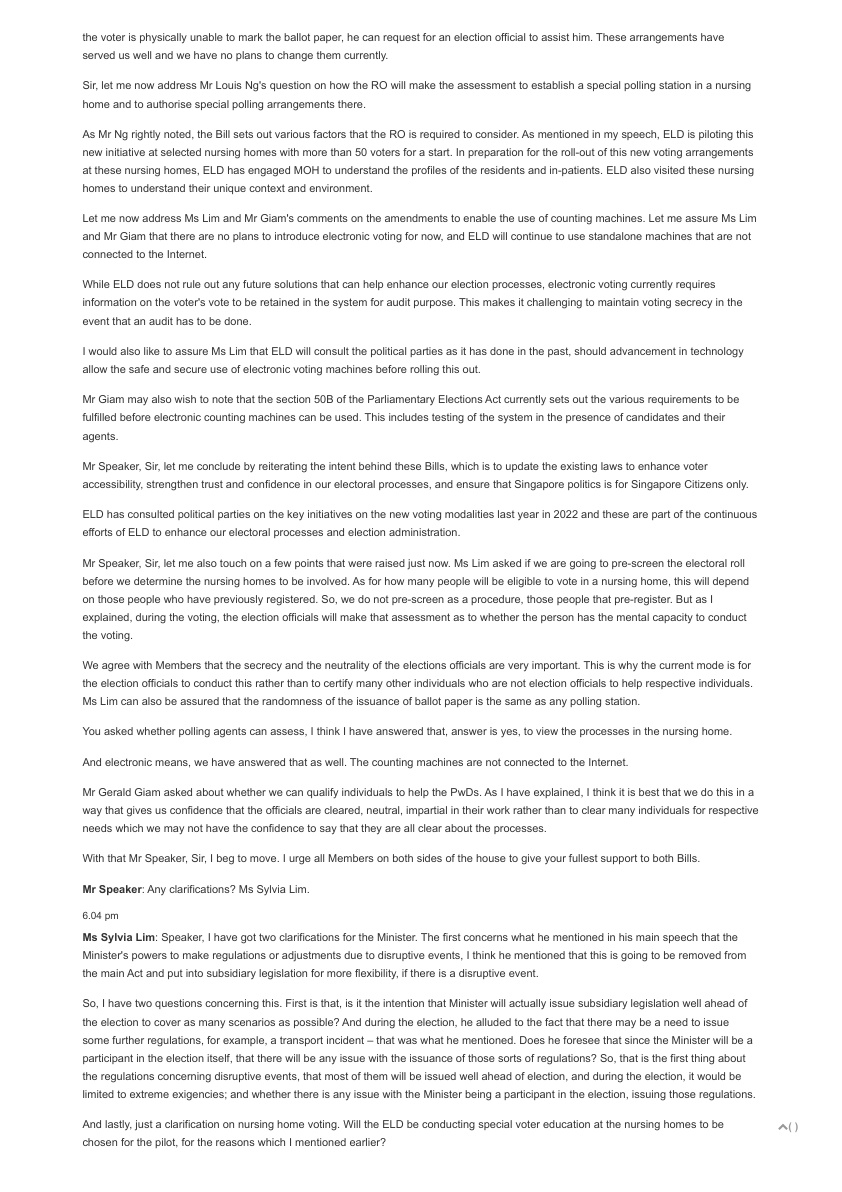 the voter is physically unable to mark the ballot paper, he can request for an election official to assist him. These arrangements have
served us well and we have no plans to change them currently.
Sir, let me now address Mr Louis Ng's question on how the RO will make the assessment to establish a special polling station in a nursing
home and to authorise special polling arrangements there.
As Mr Ng rightly noted, the Bill sets out various factors that the RO is required to consider. As mentioned in my speech, ELD is piloting this
new initiative at selected nursing homes with more than 50 voters for a start. In preparation for the roll-out of this new voting arrangements
at these nursing homes, ELD has engaged MOH to understand the profiles of the residents and in-patients. ELD also visited these nursing
homes to understand their unique context and environment.
Let me now address Ms Lim and Mr Giam's comments on the amendments to enable the use of counting machines. Let me assure Ms Lim
and Mr Giam that there are no plans to introduce electronic voting for now, and ELD will continue to use standalone machines that are not
connected to the Internet.
While ELD does not rule out any future solutions that can help enhance our election processes, electronic voting currently requires
information on the voter's vote to be retained in the system for audit purpose. This makes it challenging to maintain voting secrecy in the
event that an audit has to be done.
I would also like to assure Ms Lim that ELD will consult the political parties as it has done in the past, should advancement in technology
allow the safe and secure use of electronic voting machines before rolling this out.
Mr Giam may also wish to note that the section 50B of the Parliamentary Elections Act currently sets out the various requirements to be
fulfilled before electronic counting machines can be used. This includes testing of the system in the presence of candidates and their
agents.
Mr Speaker, Sir, let me conclude by reiterating the intent behind these Bills, which is to update the existing laws to enhance voter
accessibility, strengthen trust and confidence in our electoral processes, and ensure that Singapore politics is for Singapore Citizens only.
ELD has consulted political parties on the key initiatives on the new voting modalities last year in 2022 and these are part of the continuous
efforts of ELD to enhance our electoral processes and election administration.
Mr Speaker, Sir, let me also touch on a few points that were raised just now. Ms Lim asked if we are going to pre-screen the electoral roll
before we determine the nursing homes to be involved. As for how many people will be eligible to vote in a nursing home, this will depend
on those people who have previously registered. So, we do not pre-screen as a procedure, those people that pre-register. But as I
explained, during the voting, the election officials will make that assessment as to whether the person has the mental capacity to conduct
the voting.
We agree with Members that the secrecy and the neutrality of the elections officials are very important. This is why the current mode is for
the election officials to conduct this rather than to certify many other individuals who are not election officials to help respective individuals.
Ms Lim can also be assured that the randomness of the issuance of ballot paper is the same as any polling station.
You asked whether polling agents can assess, I think I have answered that, answer is yes, to view the processes in the nursing home.
And electronic means, we have answered that as well. The counting machines are not connected to the Internet.
Mr Gerald Giam asked about whether we can qualify individuals to help the PwDs. As I have explained, I think it is best that we do this in a
way that gives us confidence that the officials are cleared, neutral, impartial in their work rather than to clear many individuals for respective
needs which we may not have the confidence to say that they are all clear about the processes.
With that Mr Speaker, Sir, I beg to move. I urge all Members on both sides of the house to give your fullest support to both Bills.
Mr Speaker: Any clarifications? Ms Sylvia Lim.
6.04 pm
Ms Sylvia Lim: Speaker, I have got two clarifications for the Minister. The first concerns what he mentioned in his main speech that the
Minister's powers to make regulations or adjustments due to disruptive events, I think he mentioned that this is going to be removed from
the main Act and put into subsidiary legislation for more flexibility, if there is a disruptive event.
So, I have two questions concerning this. First is that, is it the intention that Minister will actually issue subsidiary legislation well ahead of
the election to cover as many scenarios as possible? And during the election, he alluded to the fact that there may be a need to issue
some further regulations, for example, a transport incident – that was what he mentioned. Does he foresee that since the Minister will be a
participant in the election itself, that there will be any issue with the issuance of those sorts of regulations? So, that is the first thing about
the regulations concerning disruptive events, that most of them will be issued well ahead of election, and during the election, it would be
limited to extreme exigencies; and whether there is any issue with the Minister being a participant in the election, issuing those regulations.
And lastly, just a clarification on nursing home voting. Will the ELD be conducting special voter education at the nursing homes to be
chosen for the pilot, for the reasons which I mentioned earlier?
( )